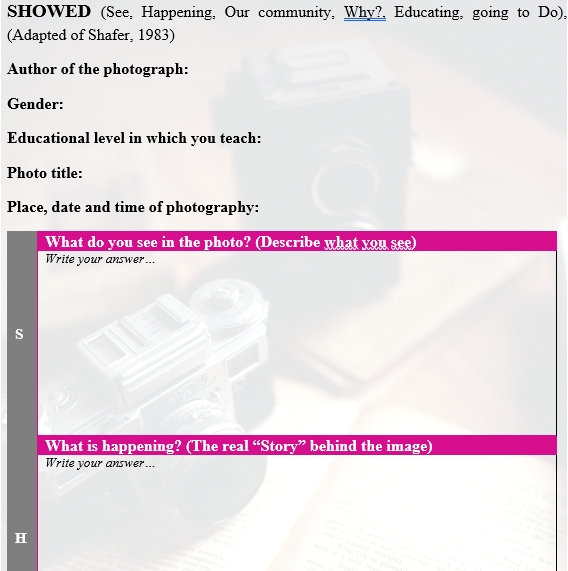 SHOWED (See, Happening, Our community, Why?, Educating, going to Do),
(Adapted of Shafer, 1983)
Author of the photograph:
Gender:
Educational level in which you teach:
Photo title:
Place, date and time of photography:
What do you see in the photo? (Describe what you see)
Write your answer…
S
What is happening? (The real “Story” behind the image)
Write your answer…
H